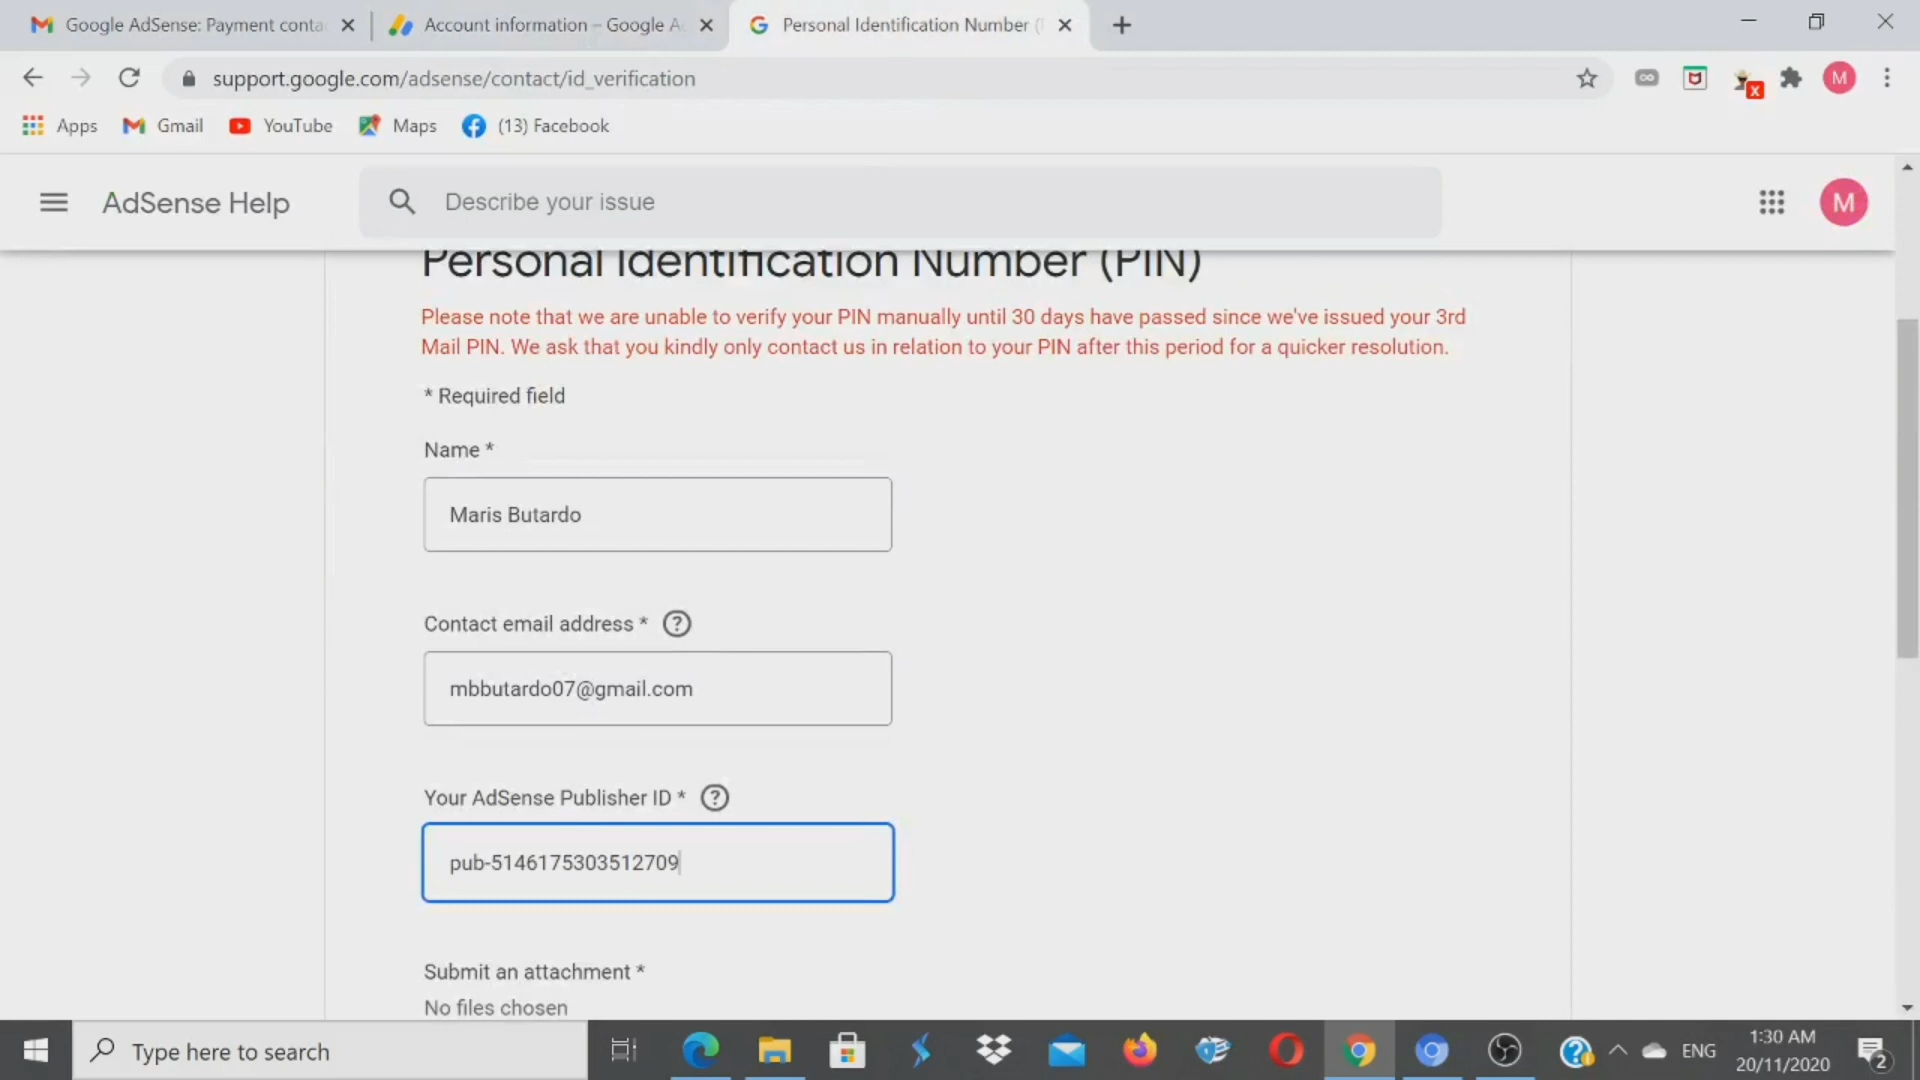 Google AdSense: Payment conta
Account information – Google A
Personal Identification Number (
support.google.com/adsense/contact/id_verification
M
Apps
Gmail
YouTube
Maps
(13) Facebook
AdSense Help
Describe your issue
M
Personal Identification Number (PIN)
Please note that we are unable to verify your PIN manually until 30 days have passed since we've issued your 3rd
Mail PIN. We ask that you kindly only contact us in relation to your PIN after this period for a quicker resolution.
* Required field
Name *
Maris Butardo
Contact email address *
mbbutardo07@gmail.com
Your AdSense Publisher ID *
pub-5146175303512709
Submit an attachment *
No files chosen
Type here to search
ENG
1:30 AM
20/11/2020
2